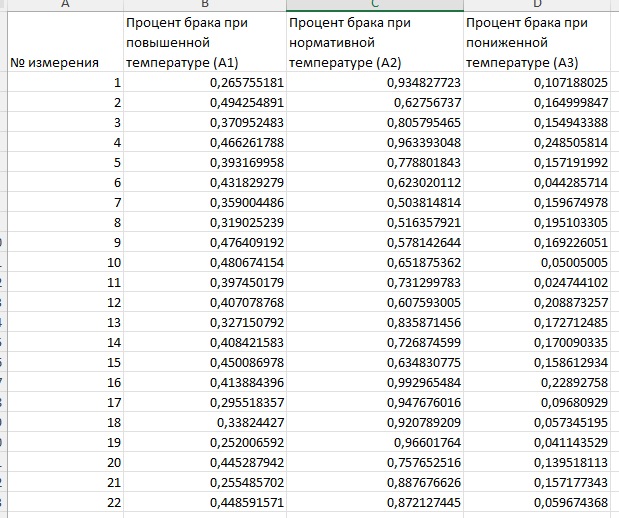 A B C D
№ измерения Процент брака при повышенной температуре (А1) Процент брака при нормативной температуре (А2) Процент брака при пониженной температуре (А3)
1 0,265755181 0,934827723 0,107188025
2 0,494254891 0,62756737 0,164999847
3 0,370952483 0,805795465 0,154943388
4 0,466261788 0,963393048 0,248505814
5 0,393169958 0,778801843 0,157191992
6 0,431829279 0,623020112 0,044285714
7 0,359004486 0,503814814 0,159674978
8 0,319025239 0,516357921 0,195103305
9 0,476409192 0,578142644 0,169226051
10 0,480674154 0,651875362 0,05005005
11 0,397450179 0,731299783 0,024744102
12 0,407078768 0,607593005 0,208873257
13 0,327150792 0,835871456 0,172712485
14 0,408421583 0,726874599 0,170090335
15 0,450086978 0,634830775 0,158612934
16 0,413884396 0,992965484 0,22892758
17 0,295518357 0,947676016 0,09680929
18 0,33824427 0,920789209 0,057345195
19 0,252006592 0,96601764 0,041143529
20 0,445287942 0,757652516 0,139518113
21 0,255485702 0,887676626 0,157177343
22 0,448591571 0,872127445 0,059674368